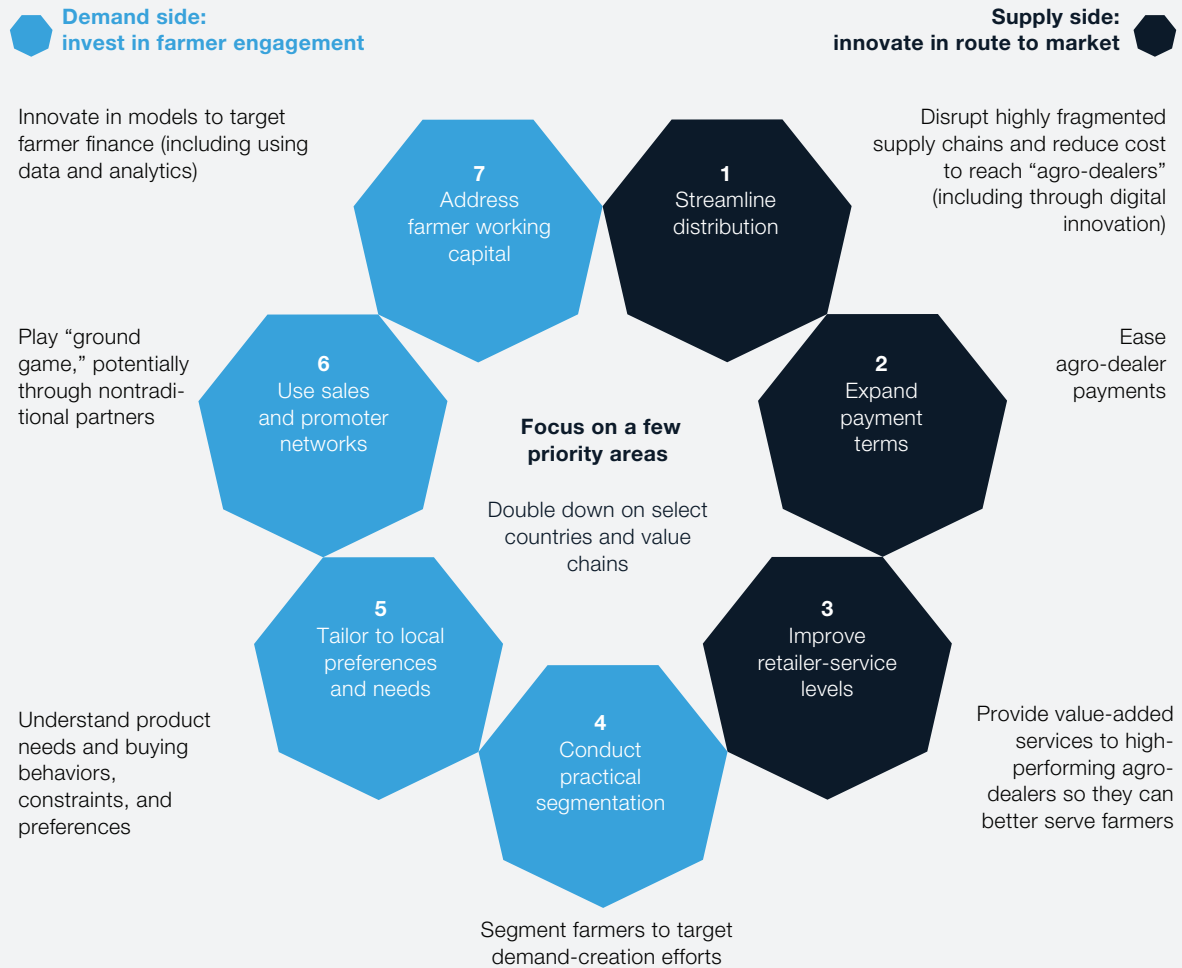 Demand side:
invest in farmer engagement
Supply side:
innovate in route to market
Innovate in models to target
farmer finance (including using
data and analytics)
7
Address
farmer working
capital
1
Streamline
distribution
Disrupt highly fragmented
supply chains and reduce cost
to reach “agro-dealers”
(including through digital
innovation)
Play “ground
game,” potentially
through nontradi-
tional partners
6
Use sales
and promoter
networks
2
Expand
payment
terms
Ease
agro-dealer
payments
Focus on a few
priority areas
Double down on select
countries and value
chains
5
Tailor to local
preferences
and needs
3
Improve
retailer-service
levels
Understand product
needs and buying
behaviors,
constraints, and
preferences
4
Conduct
practical
segmentation
Provide value-added
services to high-
performing agro-
dealers so they can
better serve farmers
Segment farmers to target
demand-creation efforts